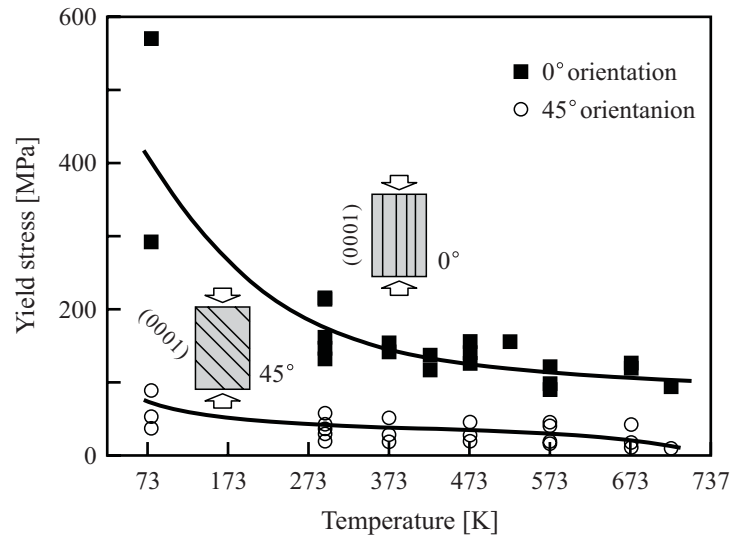 600
400
200
0
Yield stress [MPa]
0° orientation
45° orientanion
(0001)
0°
(0001)
45°
73 173 273 373 473 573 673 737
Temperature [K]